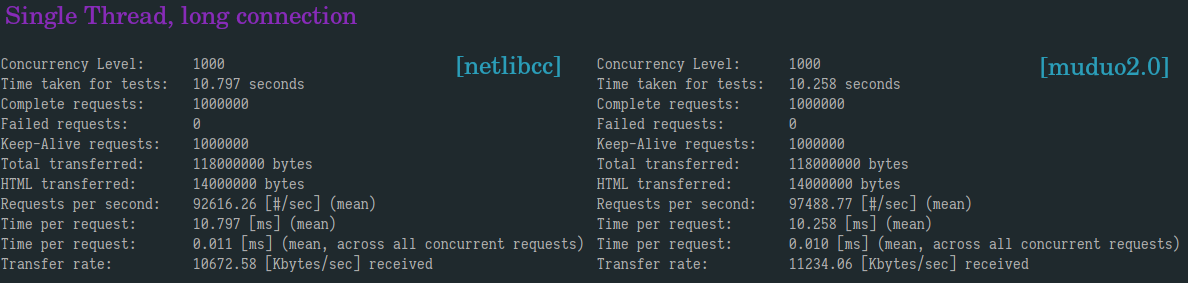 Single Thread, long connection
[netlibcc]
Concurrency Level: 1000
Time taken for tests: 10.797 seconds
Complete requests: 1000000
Failed requests: 0
Keep-Alive requests: 1000000
Total transferred: 118000000 bytes
HTML transferred: 14000000 bytes
Requests per second: 92616.26 [#/sec] (mean)
Time per request: 10.797 [ms] (mean)
Time per request: 0.011 [ms] (mean, across all concurrent requests)
Transfer rate: 10672.58 [Kbytes/sec] received
[muduo2.0]
Concurrency Level: 1000
Time taken for tests: 10.258 seconds
Complete requests: 1000000
Failed requests: 0
Keep-Alive requests: 1000000
Total transferred: 118000000 bytes
HTML transferred: 14000000 bytes
Requests per second: 97488.77 [#/sec] (mean)
Time per request: 10.258 [ms] (mean)
Time per request: 0.010 [ms] (mean, across all concurrent requests)
Transfer rate: 11234.06 [Kbytes/sec] received